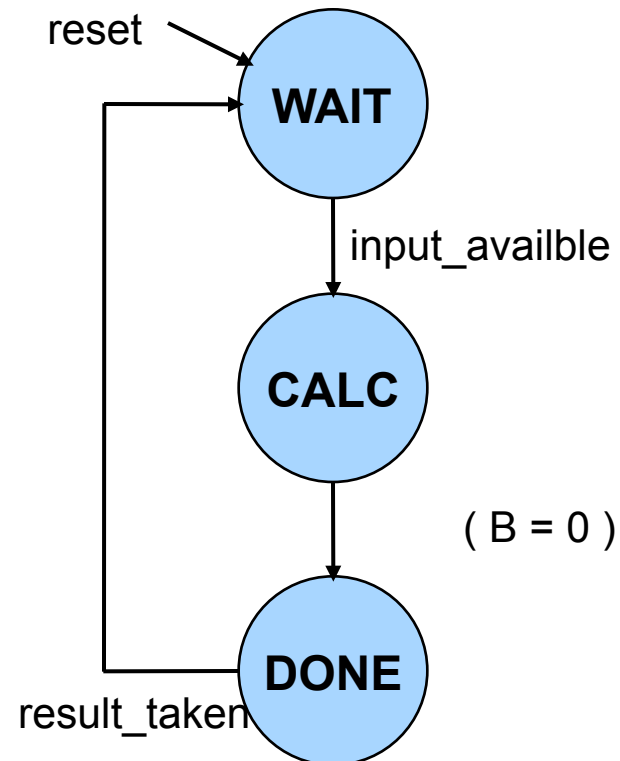 reset
WAIT
input_availble
CALC
( B = 0 )
DONE
result_taken